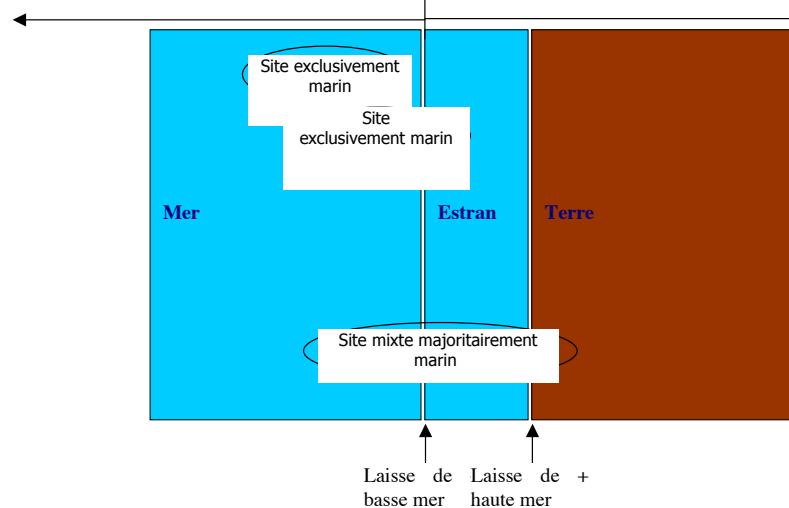 Site exclusivement
marin
Site
exclusivement marin
Mer
Estran
Terre
Site mixte majoritairement
marin
Laisse de
basse mer
Laisse de +
haute mer